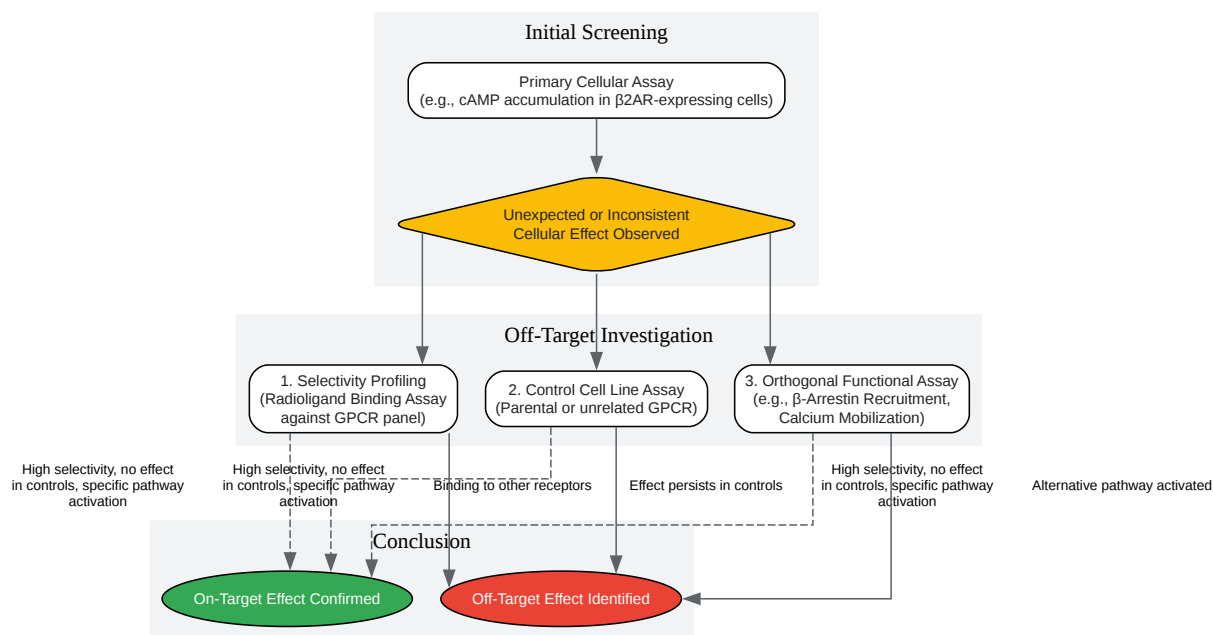 Initial Screening
Primary Cellular Assay
(e.g., cAMP accumulation in β2AR-expressing cells)
Unexpected or Inconsistent
Cellular Effect Observed
Off-Target Investigation
1. Selectivity Profiling
(Radioligand Binding Assay
against GPCR panel)
2. Control Cell Line Assay
(Parental or unrelated GPCR)
3. Orthogonal Functional Assay
(e.g., β-Arrestin Recruitment,
Calcium Mobilization)
High selectivity, no effect
in controls, specific pathway
activation
High selectivity, no effect
in controls, specific pathway
activation
Binding to other receptors
Effect persists in controls
High selectivity, no effect
in controls, specific pathway
activation
Alternative pathway activated
Conclusion
On-Target Effect Confirmed
Off-Target Effect Identified